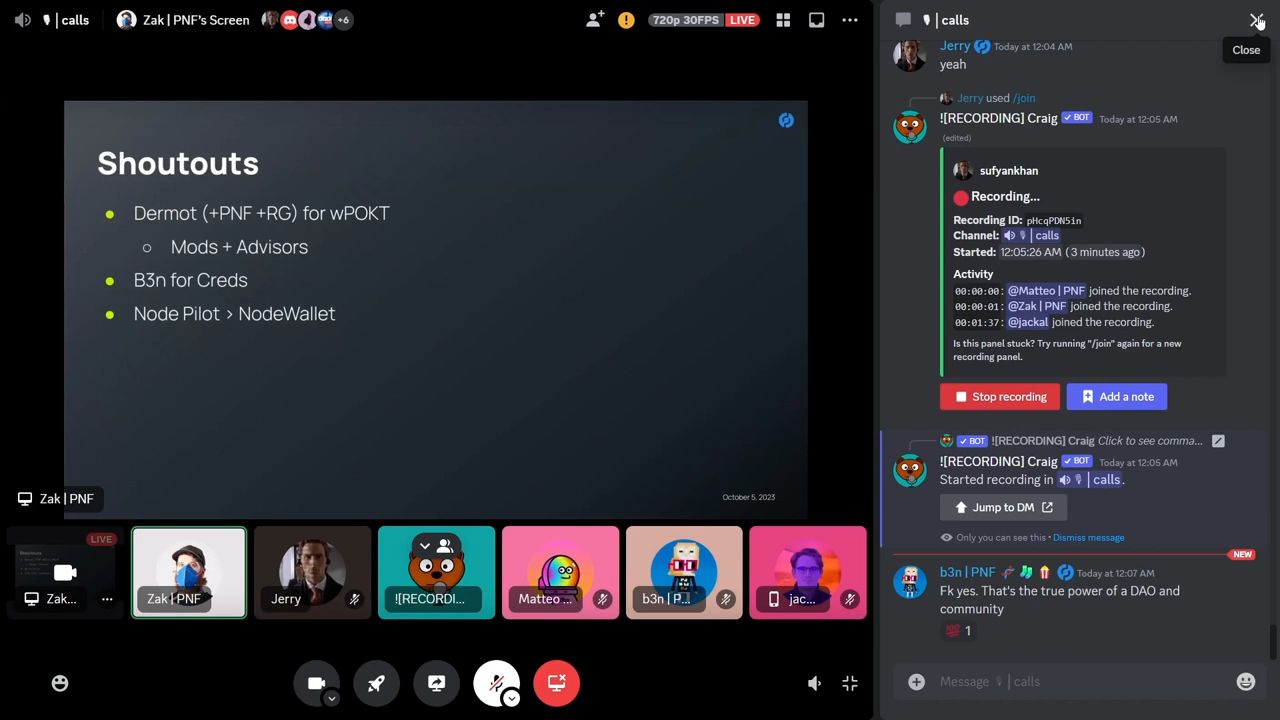 | calls
Zak | PNF's Screen
+6
720p 30FPS
LIVE
| calls
Close
Shoutouts
Dermot (+PNF +RG) for wPOKT
Mods + Advisors
B3n for Creds
Node Pilot > NodeWallet
October 5, 2023
Zak | PNF
LIVE
Zak...
Zak | PNF
Jerry
![RECORDI...
Matteo ...
b3n | P...
jac...
Jerry Today at 12:04 AM
yeah
Jerry used /join
![RECORDING] Craig ✓ BOT Today at 12:05 AM
(edited)
sufyankhan
Recording...
Recording ID: pHcqPDN5in
Channel: | calls
Started: 12:05:26 AM (3 minutes ago)
Activity
00:00:00: @Matteo | PNF joined the recording.
00:00:01: @Zak | PNF joined the recording.
00:01:37: @jackal joined the recording.
Is this panel stuck? Try running "/join" again for a new
recording panel.
Stop recording
Add a note
✓ BOT ![RECORDING] Craig Click to see comma...
![RECORDING] Craig ✓ BOT Today at 12:05 AM
Started recording in | calls.
Jump to DM
Only you can see this • Dismiss message
NEW
b3n | PNF Today at 12:07 AM
Fk yes. That's the true power of a DAO and
community
💯 1
Message | calls